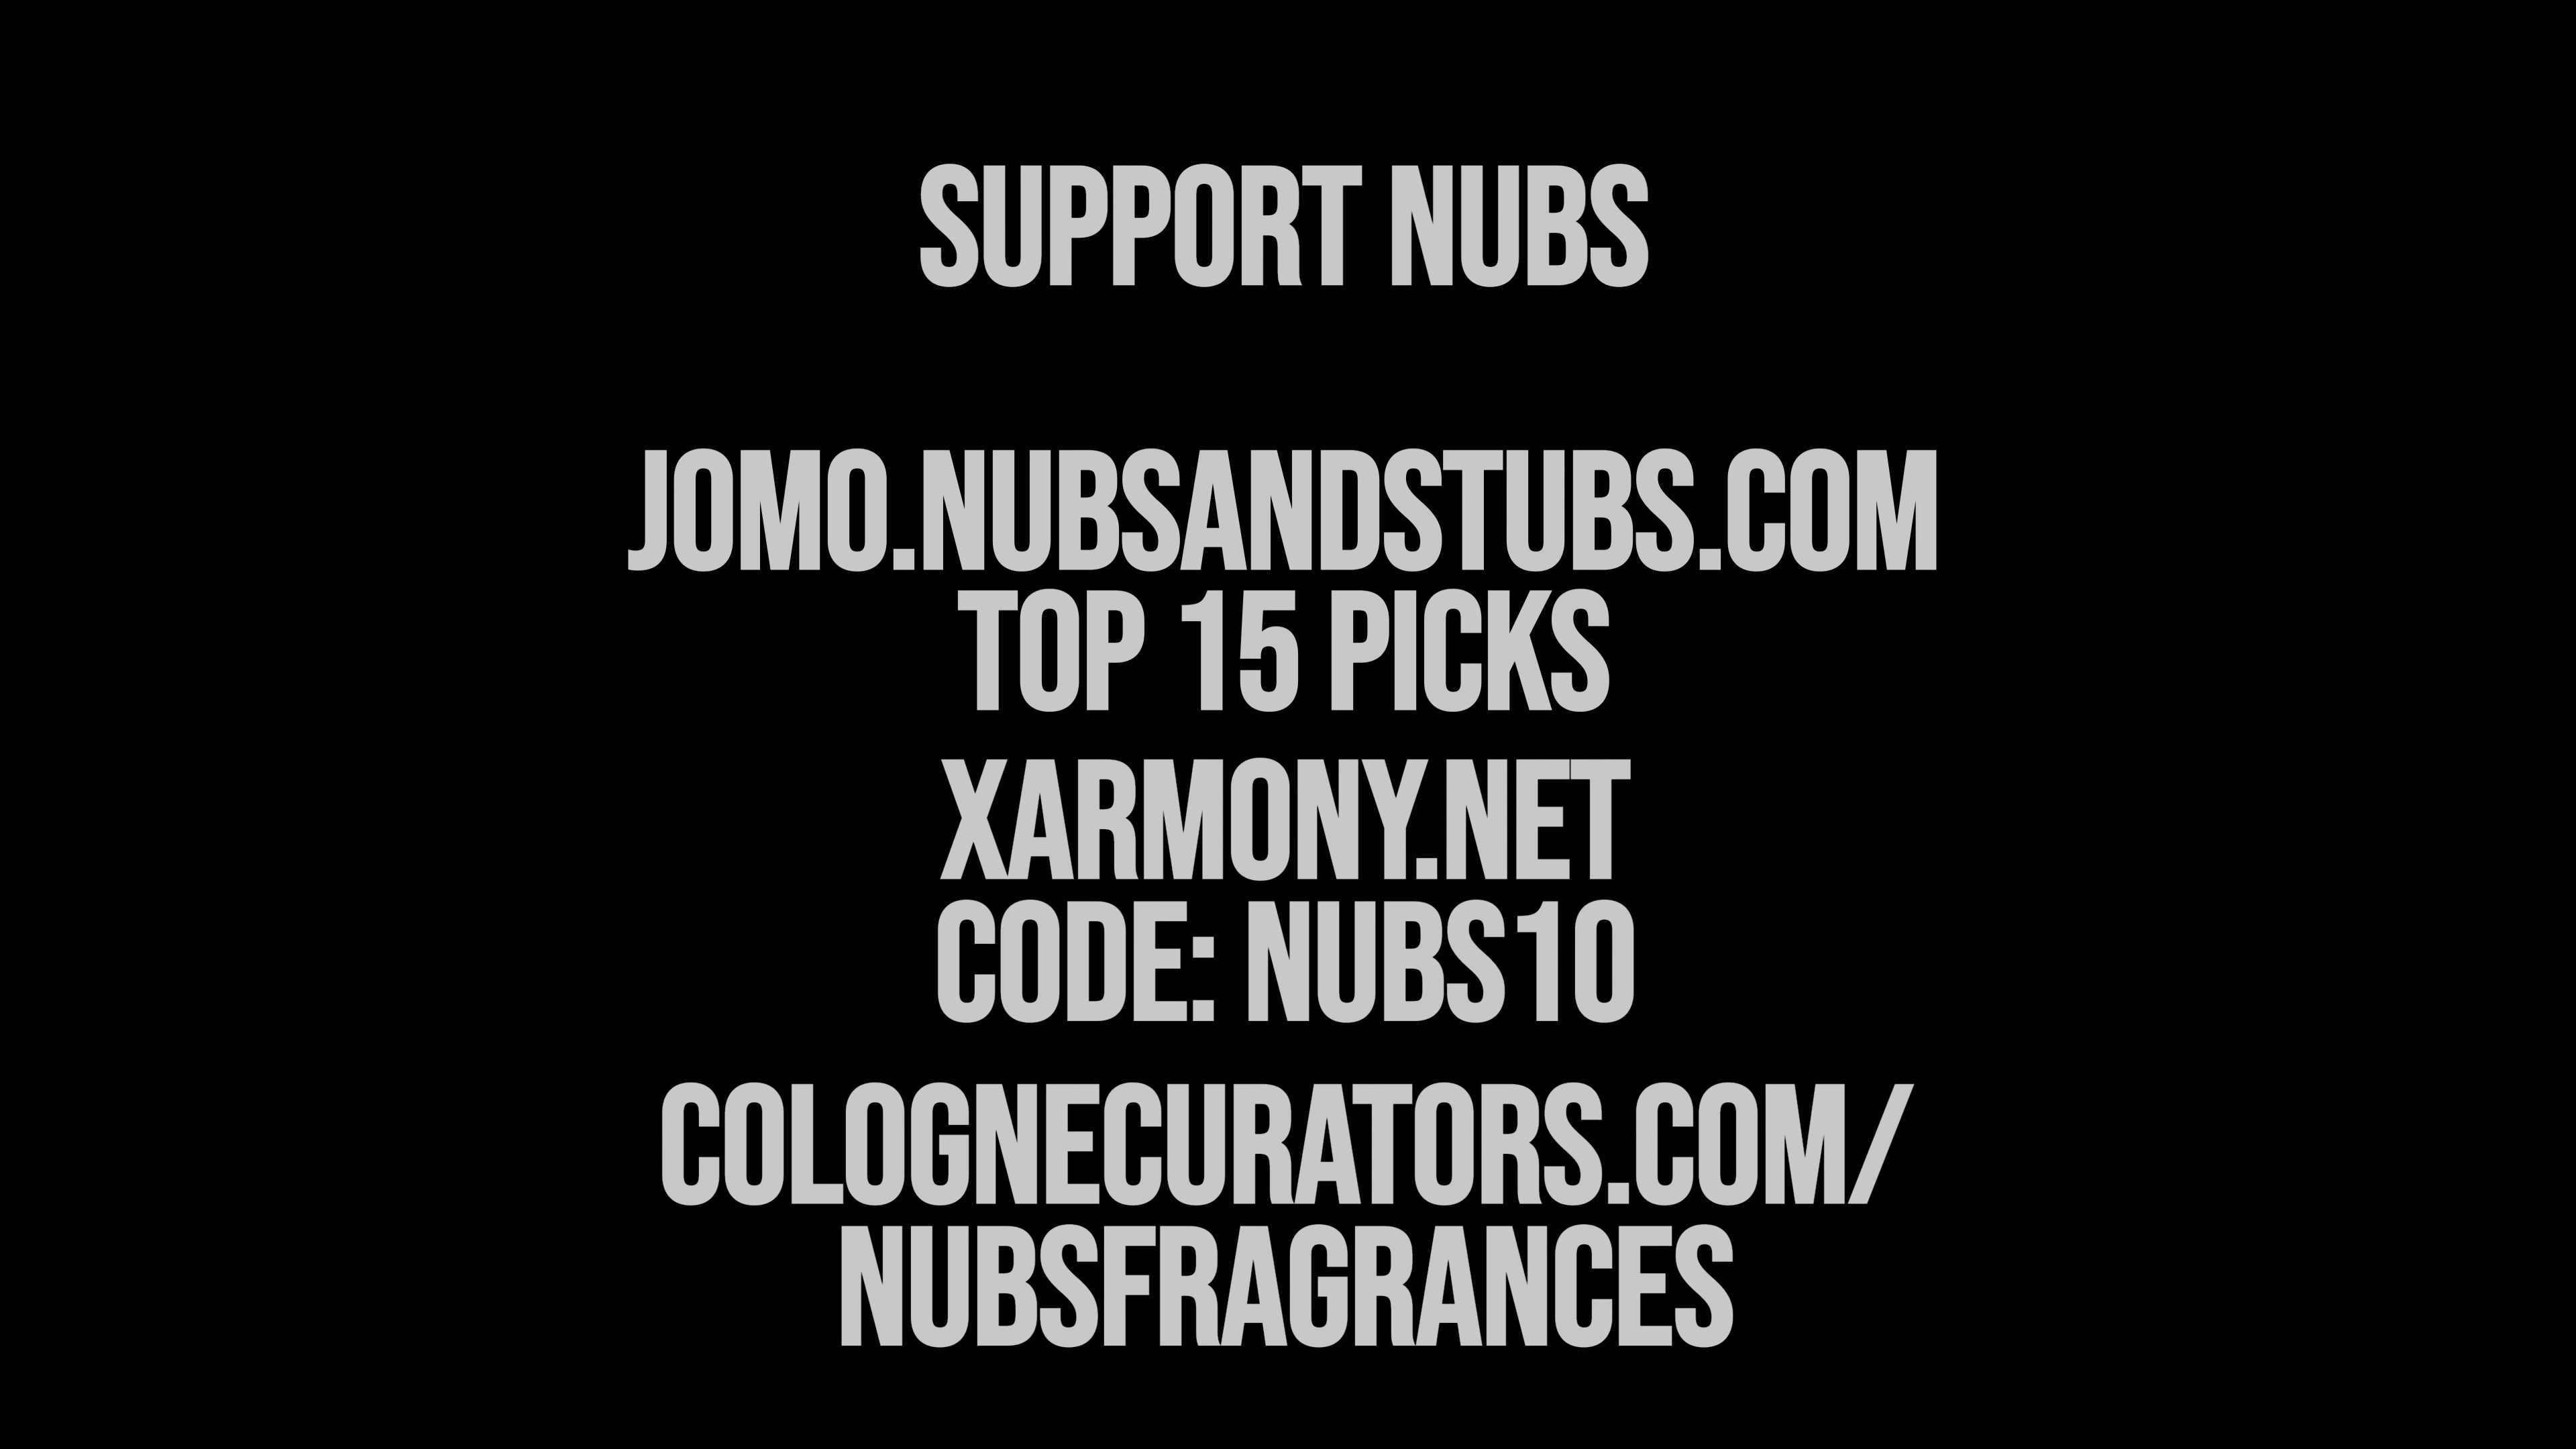 SUPPORT NUBS
JOMO.NUBSANDSTUBS.COM
TOP 15 PICKS
XARMONY.NET
CODE: NUBS10
COLOGNECURATORS.COM/
NUBSFRAGRANCES